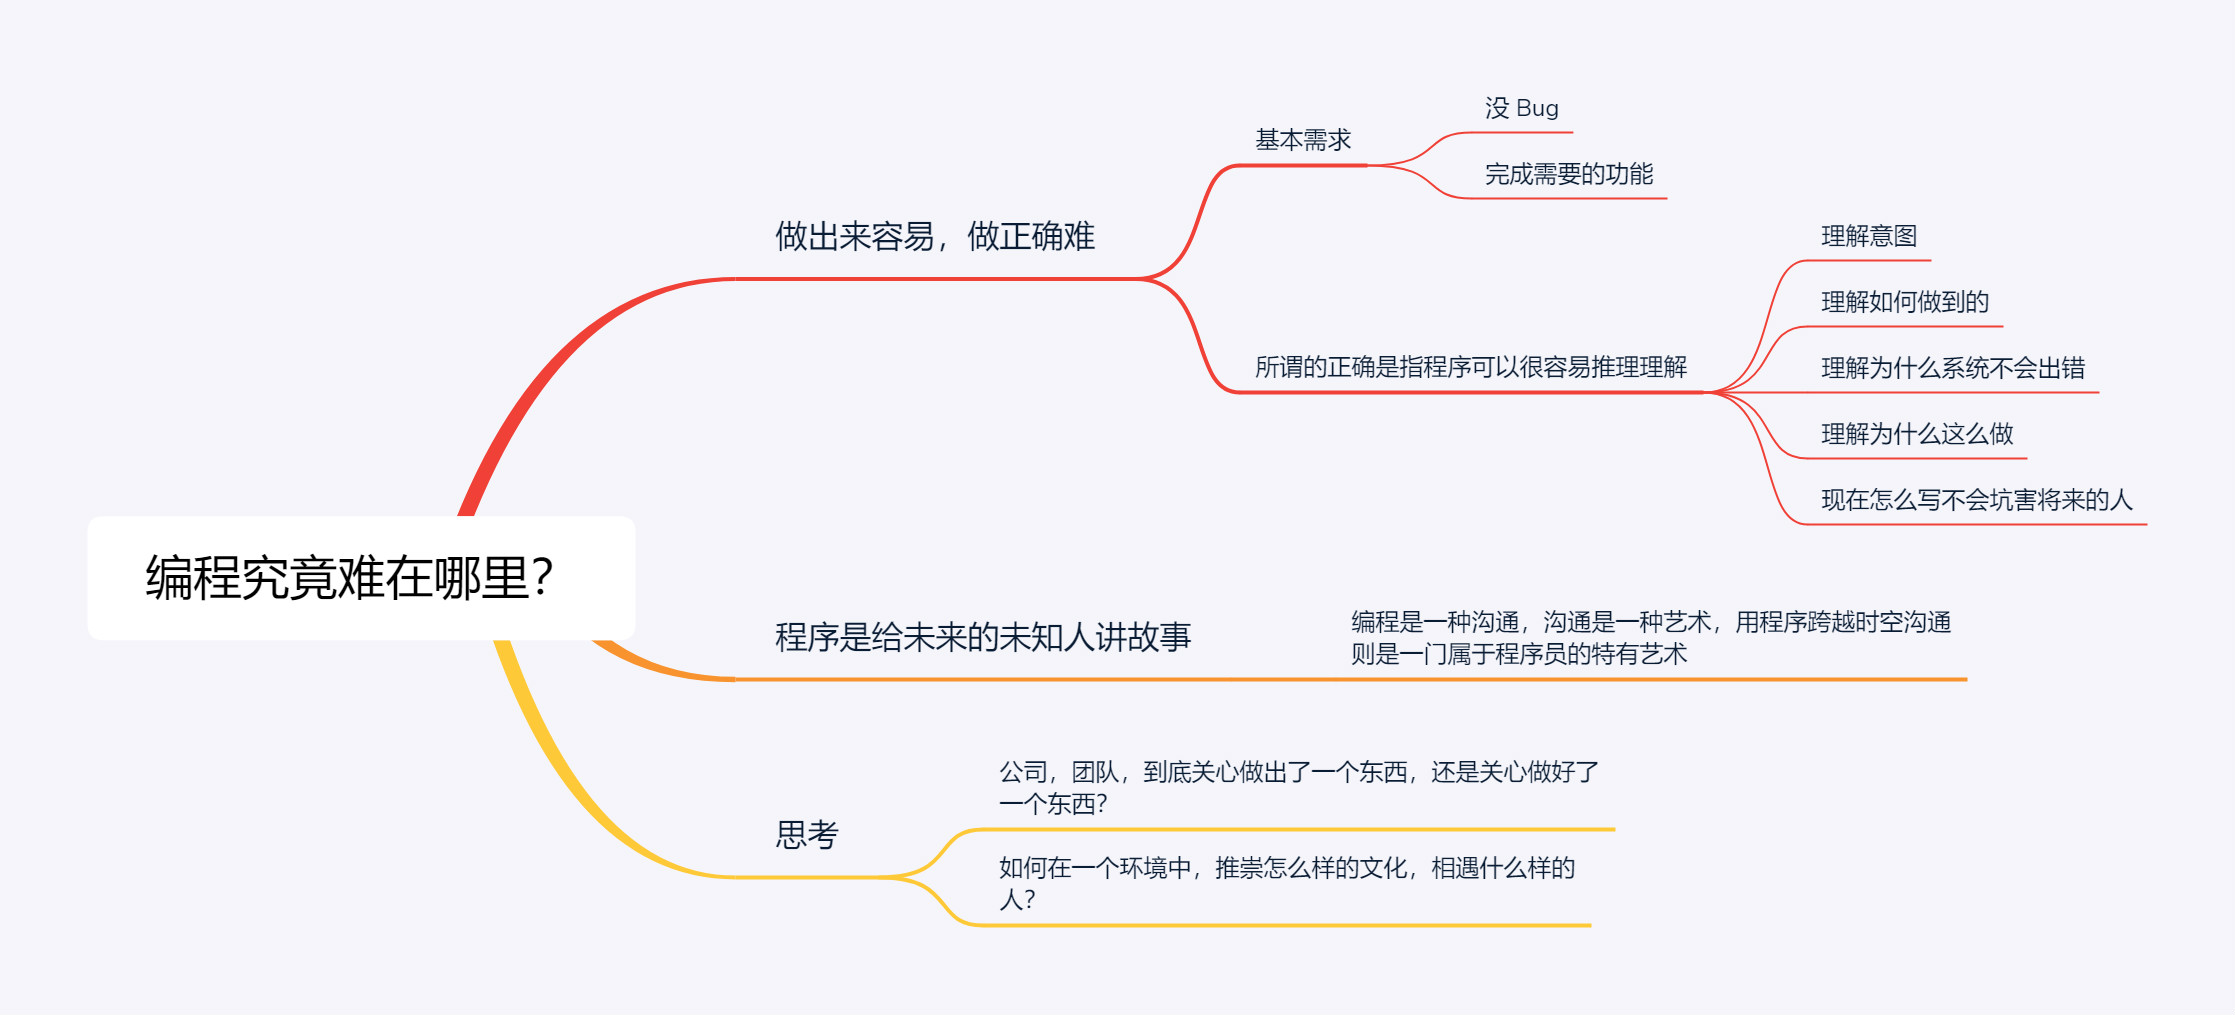 编程究竟难在哪里？
做出来容易，做正确难
基本需求
没 Bug
完成需要的功能
所谓的正确是指程序可以很容易推理理解
理解意图
理解如何做到的
理解为什么系统不会出错
理解为什么这么做
现在怎么写不会坑害将来的人
程序是给未来的未知人讲故事
编程是一种沟通，沟通是一种艺术，用程序跨越时空沟通
则是一门属于程序员的特有艺术
思考
公司，团队，到底关心做出了一个东西，还是关心做好了
一个东西？
如何在一个环境中，推崇怎么样的文化，相遇什么样的
人？